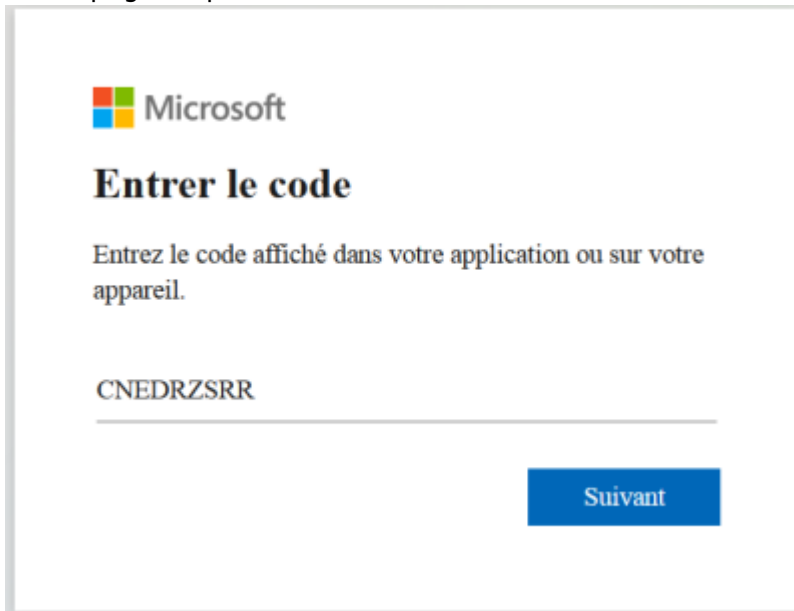 Microsoft
Entrer le code
Entrez le code affiché dans votre application ou sur votre
appareil.
CNEDRZSRR
Suivant